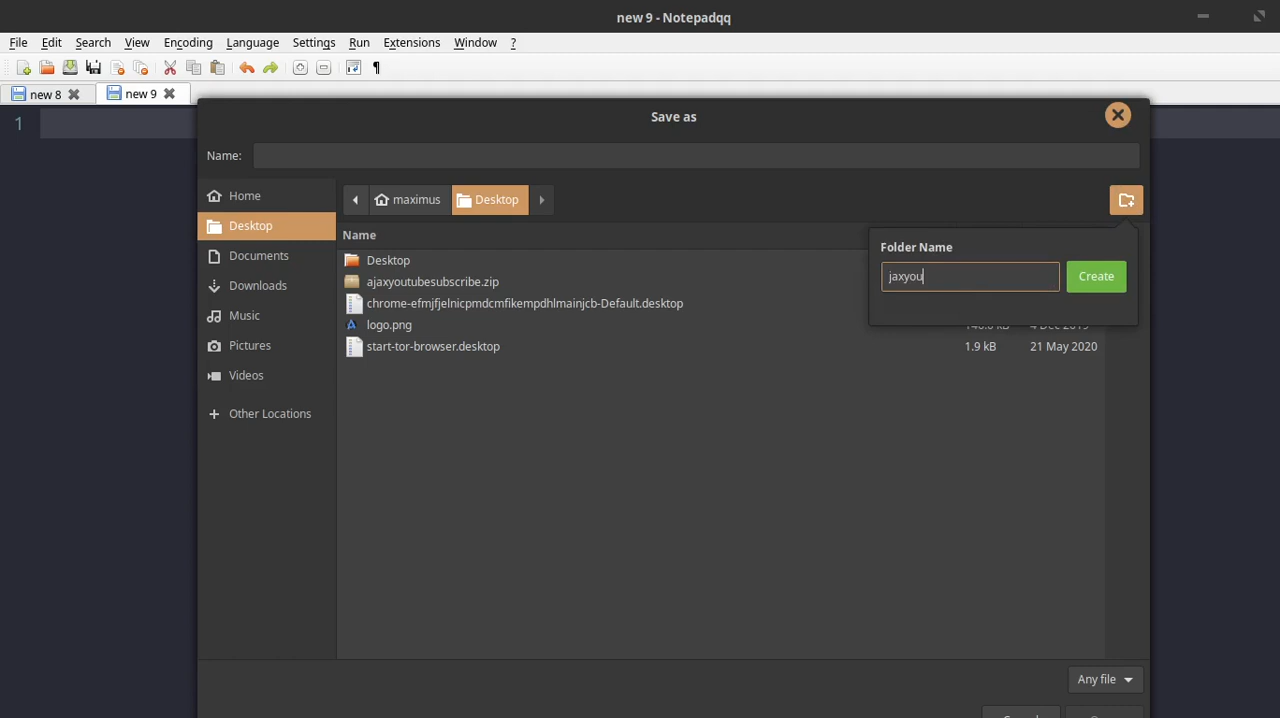 new 9 - Notepadqq
File Edit Search View Encoding Language Settings Run Extensions Window ?
new 8 new 9
1
Save as
Name:
Home
Desktop
Documents
Downloads
Music
Pictures
Videos
Other Locations
maximus Desktop
Name
Desktop
ajaxyoutubesubscribe.zip
chrome-efmjfjelnicpmdcmfikempdhlmainjcb-Default.desktop
logo.png
start-tor-browser.desktop 1.9 kB 21 May 2020
Folder Name
jaxyou Create
Any file